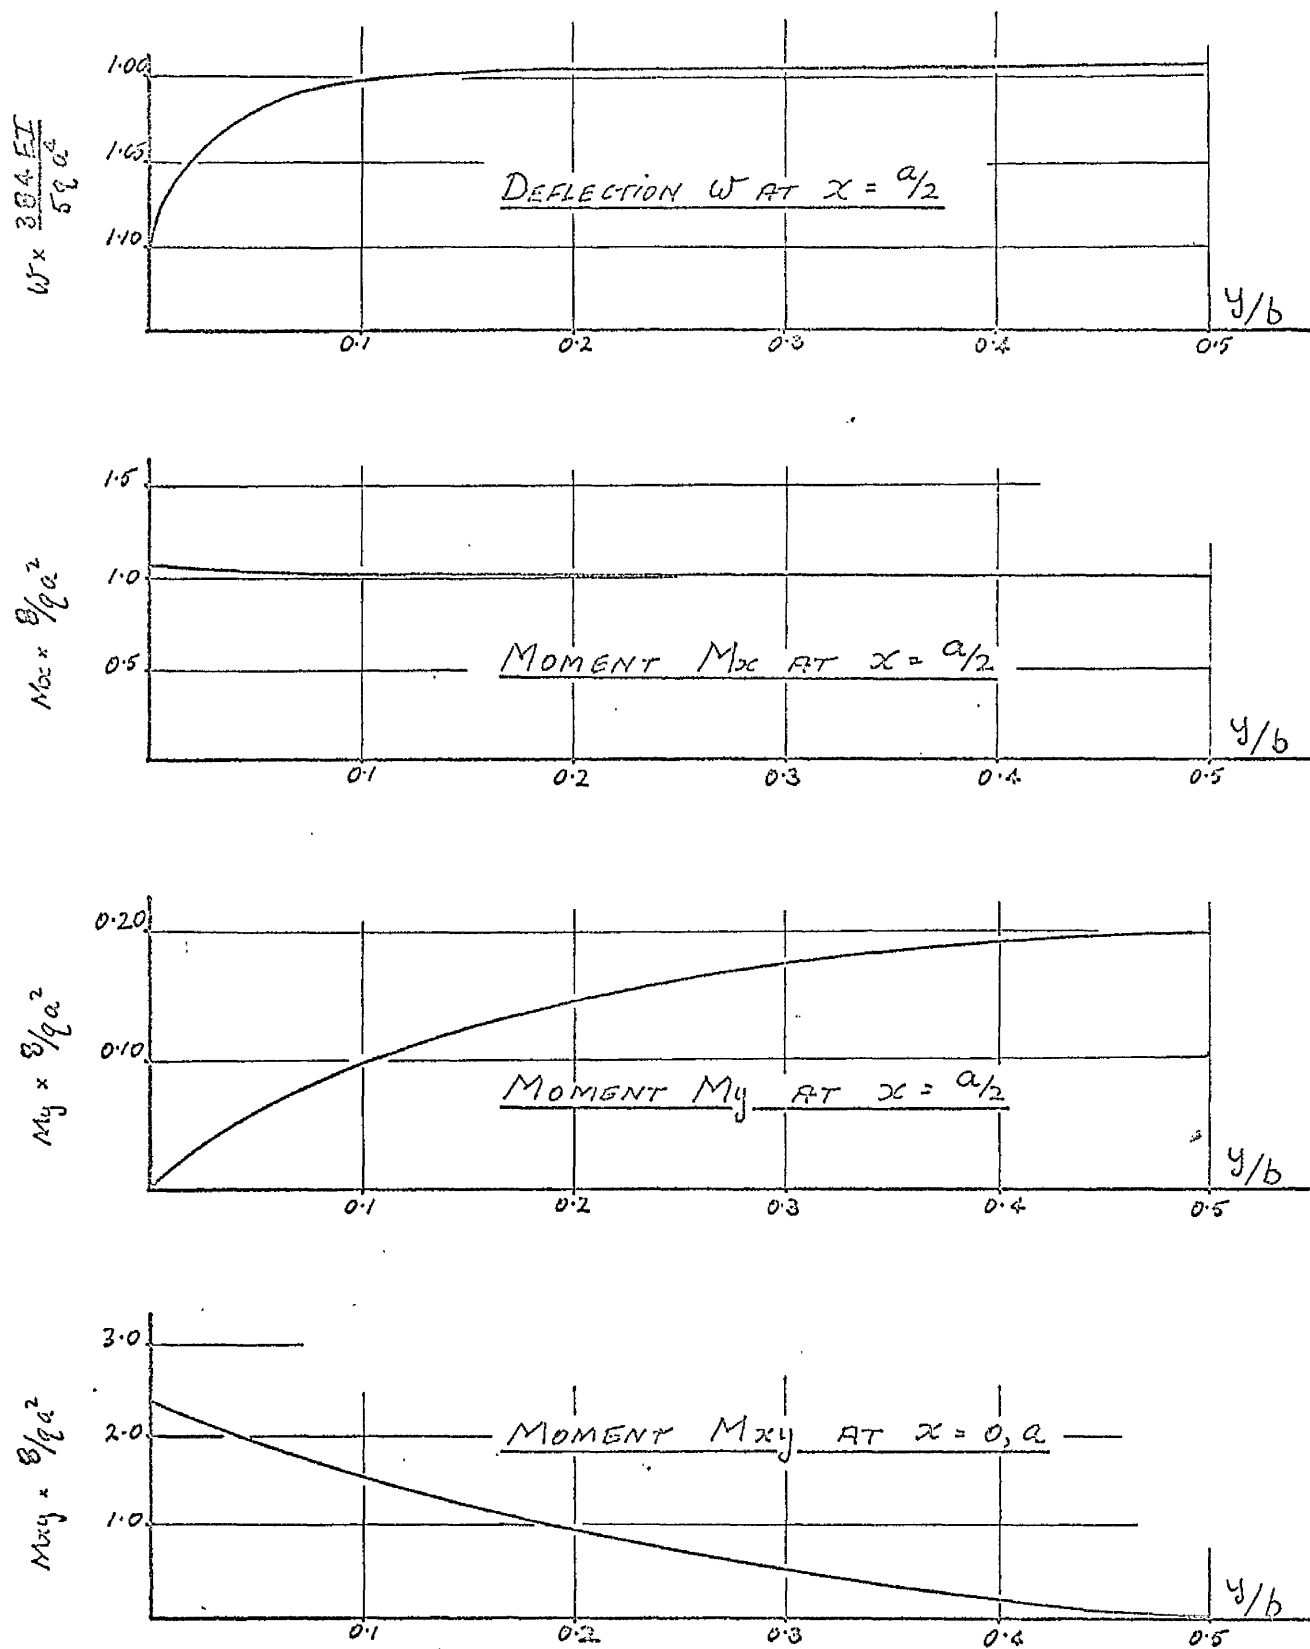 1.00
1.05
1.10
W x 384 EI / 5q a⁴
DEFLECTION W AT x = a/2
y/b
0.1 0.2 0.3 0.4 0.5
1.5
1.0
0.5
Mx x 8/qa²
MOMENT Mx AT x = a/2
y/b
0.1 0.2 0.3 0.4 0.5
0.20
0.10
My x 8/qa²
MOMENT My AT x = a/2
y/b
0.1 0.2 0.3 0.4 0.5
3.0
2.0
1.0
Mxy x 8/qa²
MOMENT Mxy AT x = 0, a
y/b
0.1 0.2 0.3 0.4 0.5